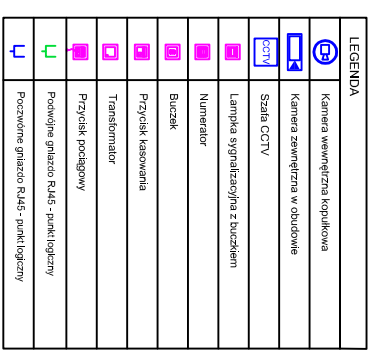 LEGENDA
Kamera wewnętrzna kopułkowa
Kamera zewnętrzna w obudowie
CCTV
Szafa CCTV
Lampka sygnalizacyjna z buczkiem
Numerator
Buczek
Przycisk kasowania
Transformator
Przycisk pociągowy
Podwójne gniazdo RJ45 - punkt logiczny
Poczwórne gniazdo RJ45 - punkt logiczny